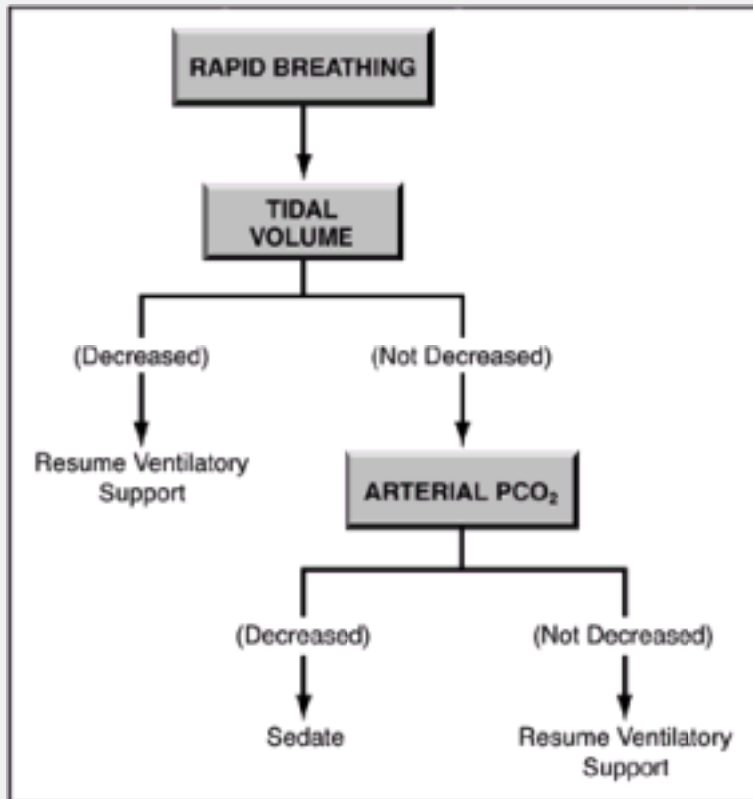 RAPID BREATHING
TIDAL
VOLUME
(Decreased)
(Not Decreased)
Resume Ventilatory
Support
ARTERIAL PCO₂
(Decreased)
(Not Decreased)
Sedate
Resume Ventilatory
Support